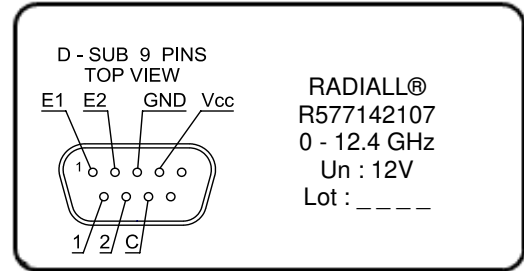 D - SUB 9 PINS
TOP VIEW
E1 E2 GND Vcc
1
1 2 C
RADIALL®
R577142107
0 - 12.4 GHz
Un : 12V
Lot : _ _ _ _